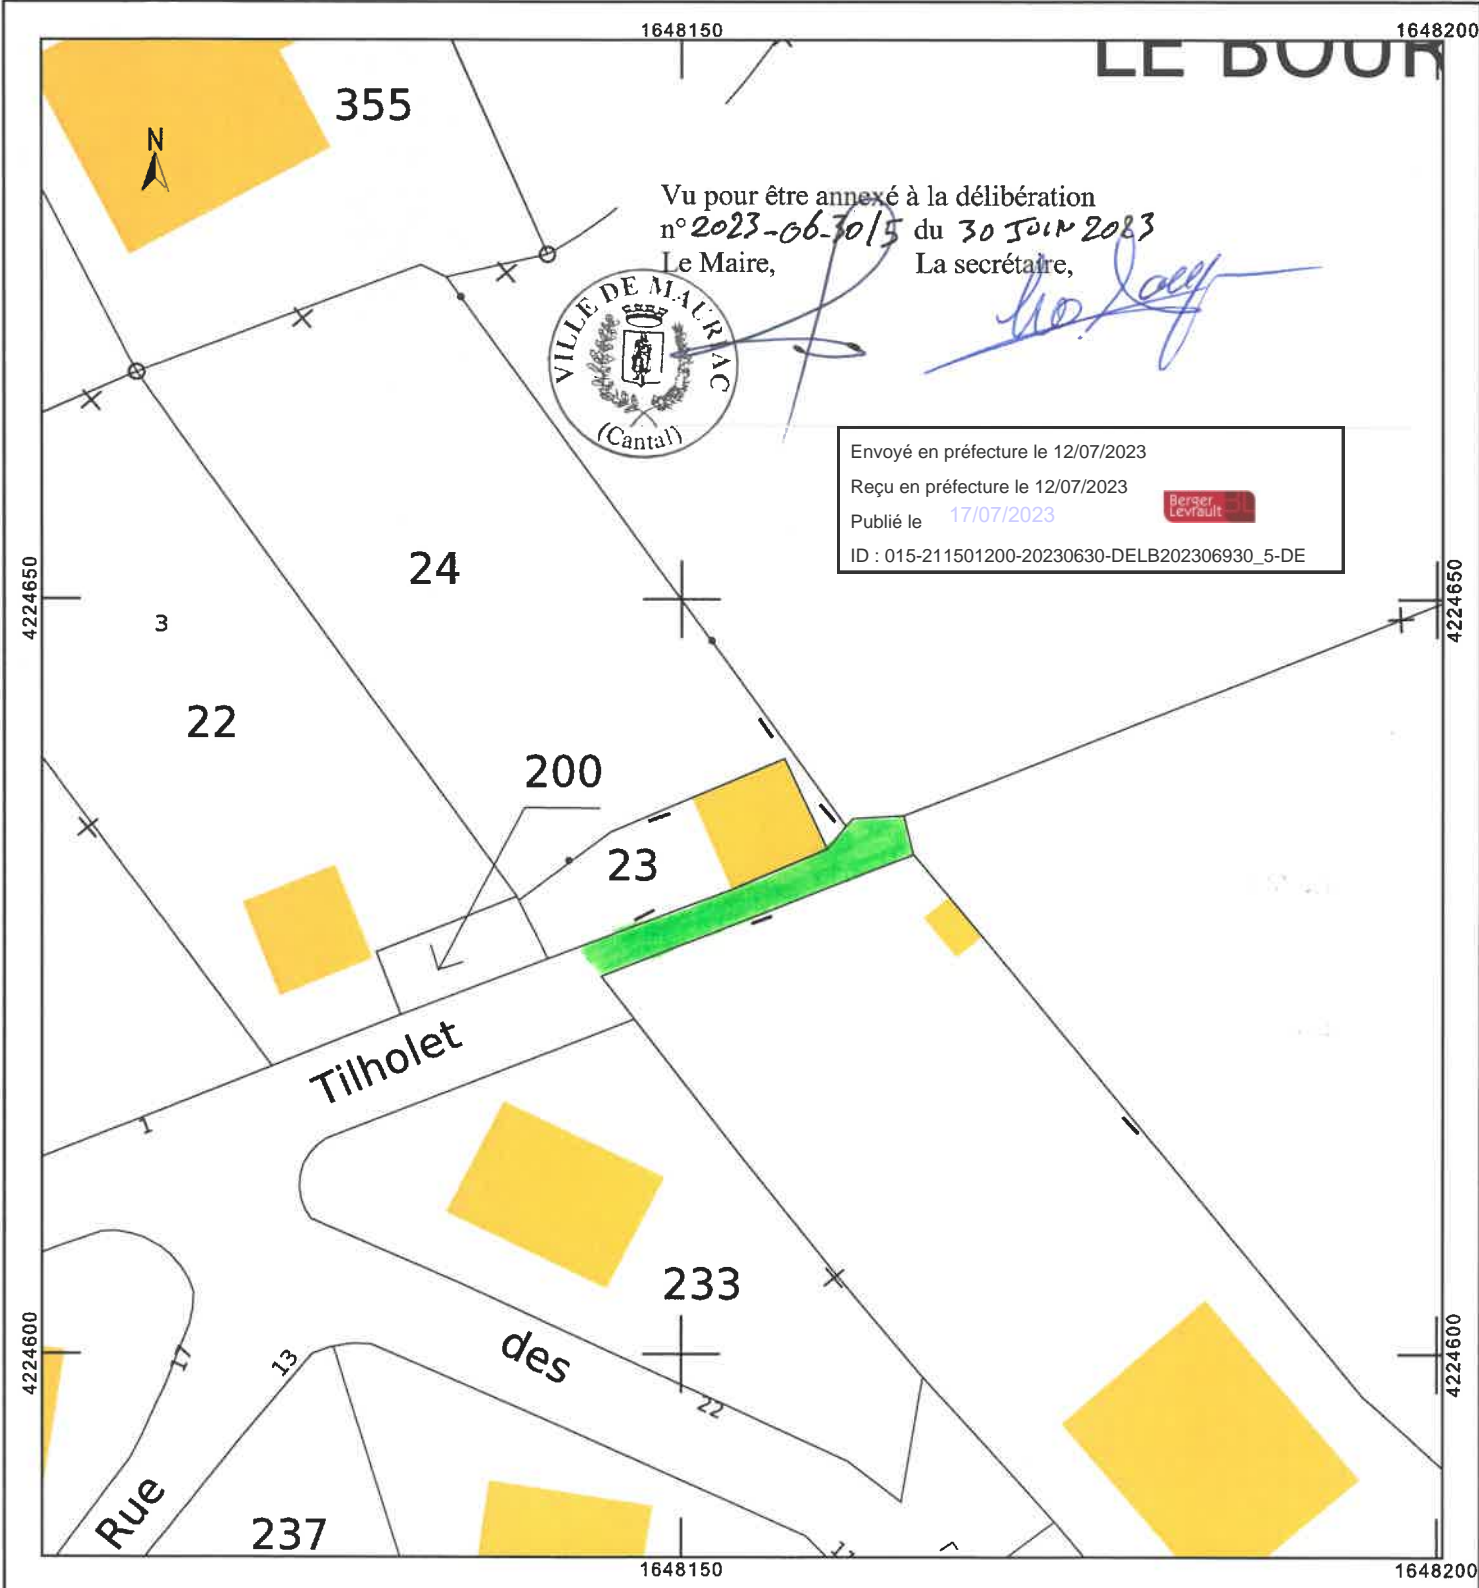 1648150
1648200
LE BOUR
355
N
Vu pour être annexé à la délibération
n° 2023-06-30/5 du 30 JUIN 2023
Le Maire, La secrétaire,
VILLE DE MAURIAC
(Cantal)
Envoyé en préfecture le 12/07/2023
Reçu en préfecture le 12/07/2023
Berger
Levrault
Publié le 17/07/2023
ID : 015-211501200-20230630-DELB202306930_5-DE
24
4224650
4224650
3
22
200
23
Tilholet
1
233
des
4224600
4224600
17
13
22
Rue
237
1648150
1648200